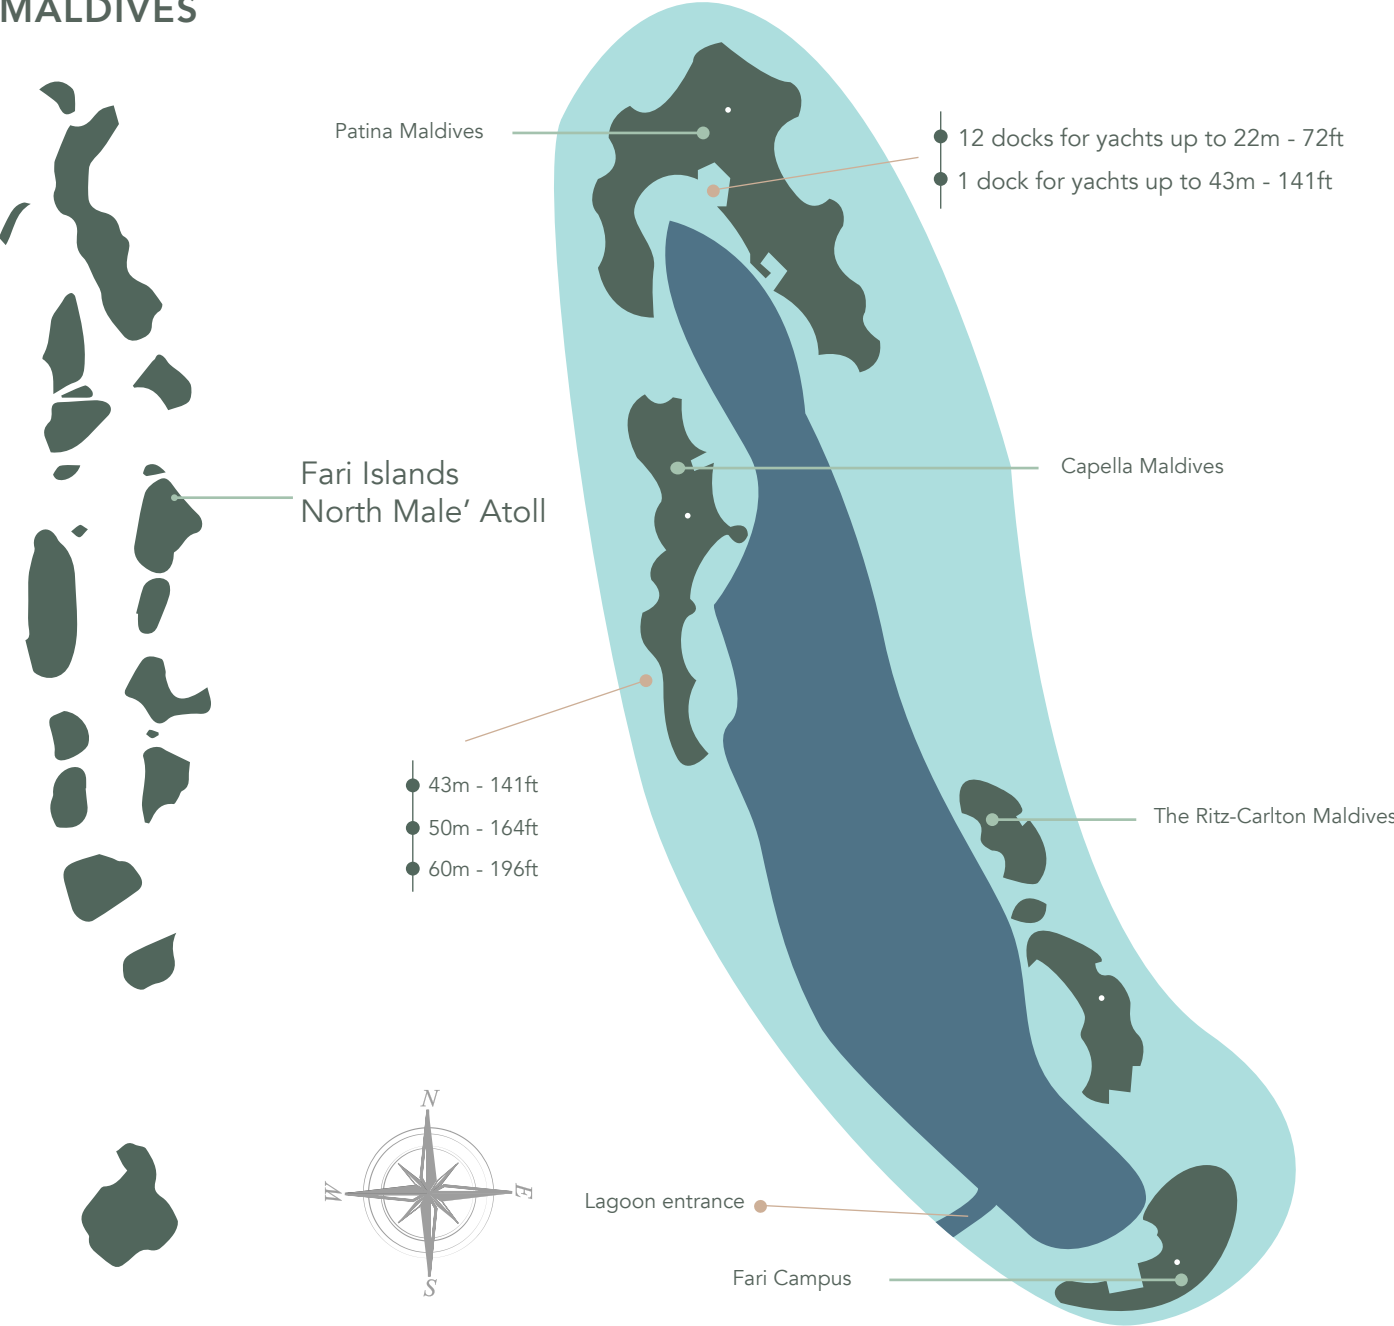 MALDIVES
Patina Maldives
12 docks for yachts up to 22m - 72ft
1 dock for yachts up to 43m - 141ft
Fari Islands
North Male’ Atoll
Capella Maldives
43m - 141ft
50m - 164ft
60m - 196ft
The Ritz-Carlton Maldives
N
W
E
S
Lagoon entrance
Fari Campus